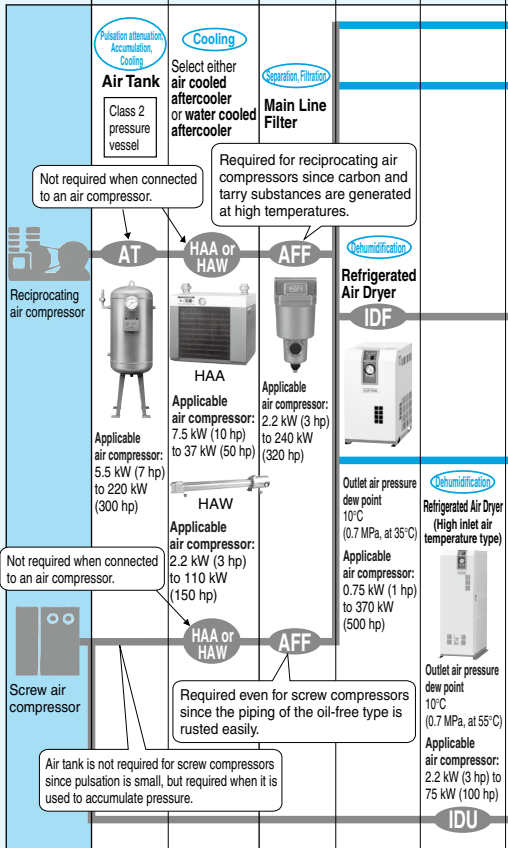 Pulsation attenuation,
Accumulation,
Cooling
Air Tank
Class 2
pressure
vessel
Cooling
Select either
air cooled
aftercooler
or water cooled
aftercooler
Separation, Filtration
Main Line
Filter
Not required when connected
to an air compressor.
Required for reciprocating air
compressors since carbon and
tarry substances are generated
at high temperatures.
Reciprocating
air compressor
AT
HAA or
HAW
AFF
Dehumidification
Refrigerated
Air Dryer
IDF
Applicable
air compressor:
5.5 kW (7 hp)
to 220 kW
(300 hp)
HAA
Applicable
air compressor:
7.5 kW (10 hp)
to 37 kW (50 hp)
HAW
Applicable
air compressor:
2.2 kW (3 hp)
to 110 kW
(150 hp)
Applicable
air compressor:
2.2 kW (3 hp)
to 240 kW
(320 hp)
Outlet air pressure
dew point
10°C
(0.7 MPa, at 35°C)
Applicable
air compressor:
0.75 kW (1 hp)
to 370 kW
(500 hp)
Dehumidification
Refrigerated Air Dryer
(High inlet air
temperature type)
Outlet air pressure
dew point
10°C
(0.7 MPa, at 55°C)
Applicable
air compressor:
2.2 kW (3 hp) to
75 kW (100 hp)
IDU
Not required when connected
to an air compressor.
Screw air
compressor
HAA or
HAW
AFF
Required even for screw compressors
since the piping of the oil-free type is
rusted easily.
Air tank is not required for screw compressors
since pulsation is small, but required when it is
used to accumulate pressure.